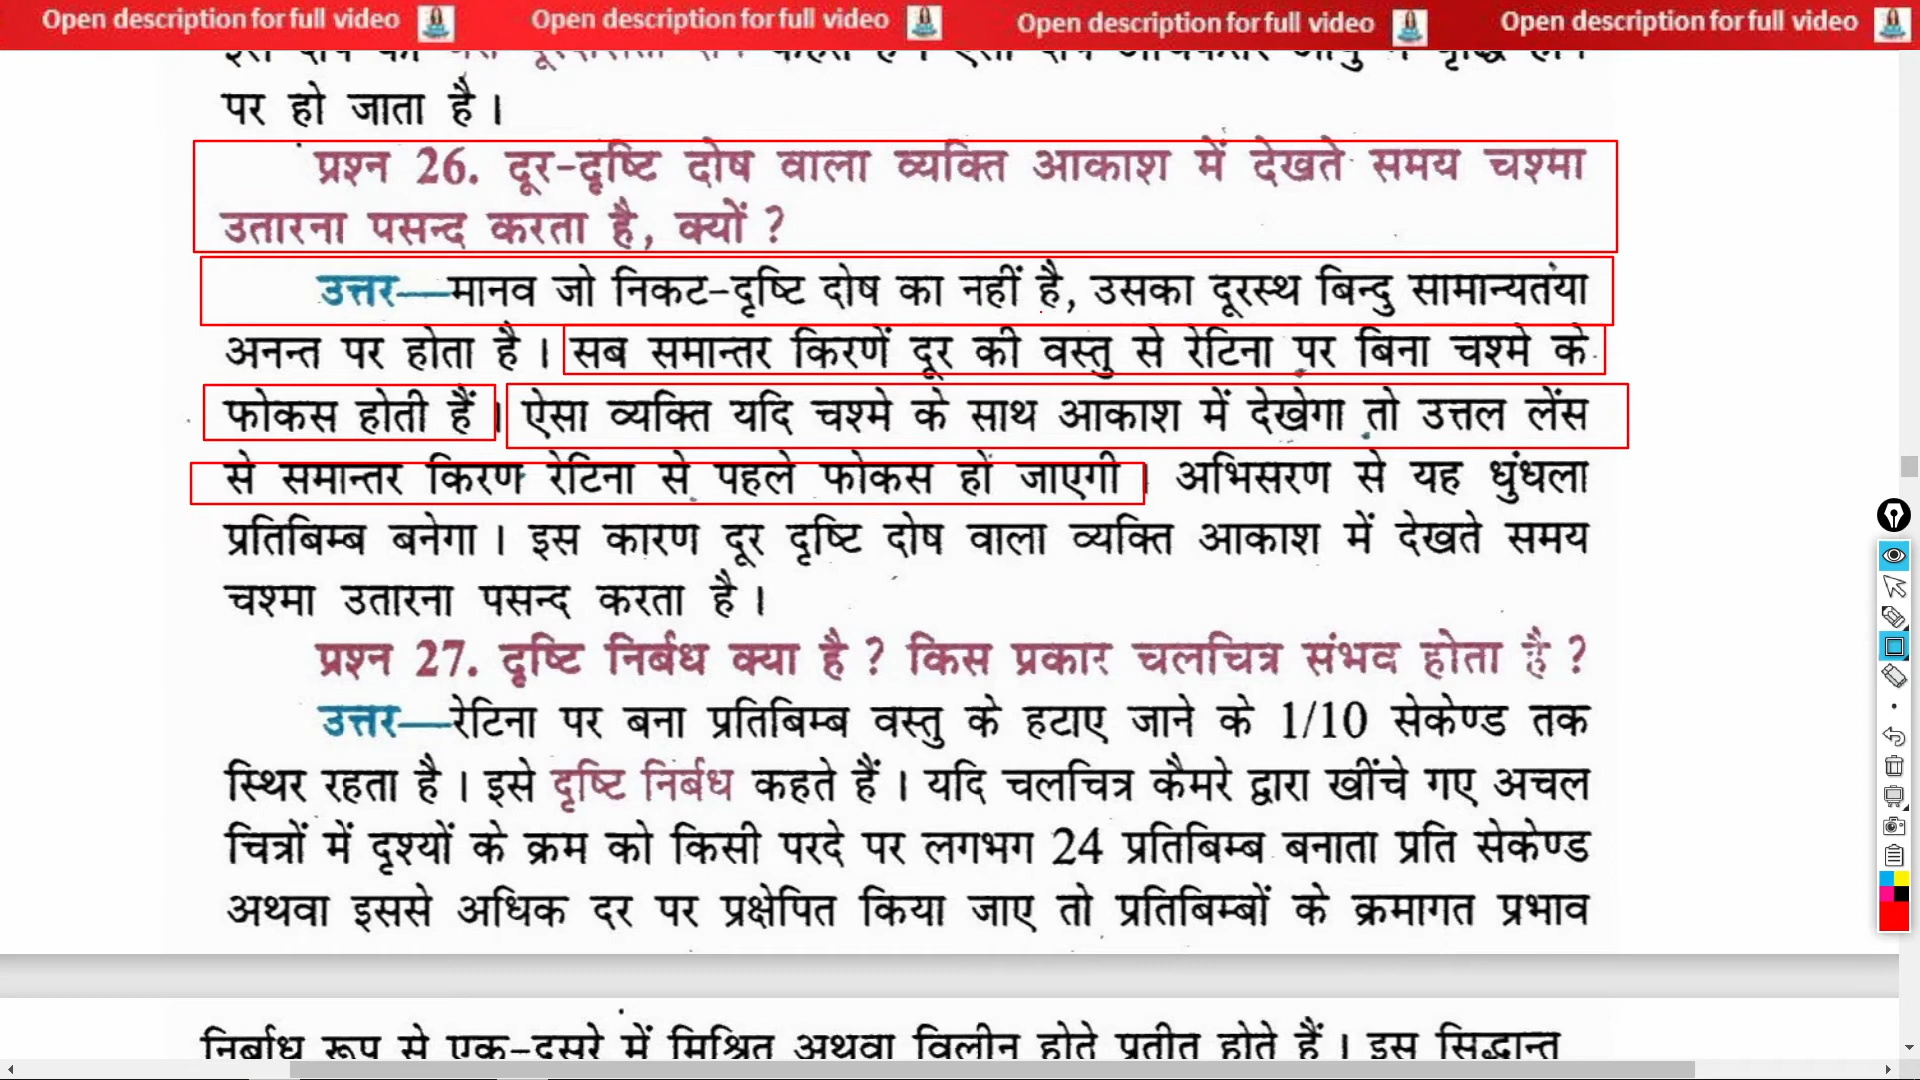 Open description for full video Open description for full video Open description for full video Open description for full video
पर हो जाता है ।
प्रश्न 26. दूर-दृष्टि दोष वाला व्यक्ति आकाश में देखते समय चश्मा
उतारना पसन्द करता है, क्यों ?
उत्तर—मानव जो निकट-दृष्टि दोष का नहीं है, उसका दूरस्थ बिन्दु सामान्यतया
अनन्त पर होता है । सब समान्तर किरणें दूर की वस्तु से रेटिना पर बिना चश्मे के
फोकस होती हैं । ऐसा व्यक्ति यदि चश्मे के साथ आकाश में देखेगा तो उत्तल लेंस
से समान्तर किरण रेटिना से पहले फोकस हो जाएगी । अभिसरण से यह धुंधला
प्रतिबिम्ब बनेगा । इस कारण दूर दृष्टि दोष वाला व्यक्ति आकाश में देखते समय
चश्मा उतारना पसन्द करता है ।
प्रश्न 27. दृष्टि निर्बंध क्या है ? किस प्रकार चलचित्र संभव होता है ?
उत्तर—रेटिना पर बना प्रतिबिम्ब वस्तु के हटाए जाने के 1/10 सेकेण्ड तक
स्थिर रहता है । इसे दृष्टि निर्बंध कहते हैं । यदि चलचित्र कैमरे द्वारा खींचे गए अचल
चित्रों में दृश्यों के क्रम को किसी परदे पर लगभग 24 प्रतिबिम्ब बनाता प्रति सेकेण्ड
अथवा इससे अधिक दर पर प्रक्षेपित किया जाए तो प्रतिबिम्बों के क्रमागत प्रभाव
निर्बाध रूप से एक-दूसरे में मिश्रित अथवा विलीन होते प्रतीत होते हैं । इस सिद्धान्त